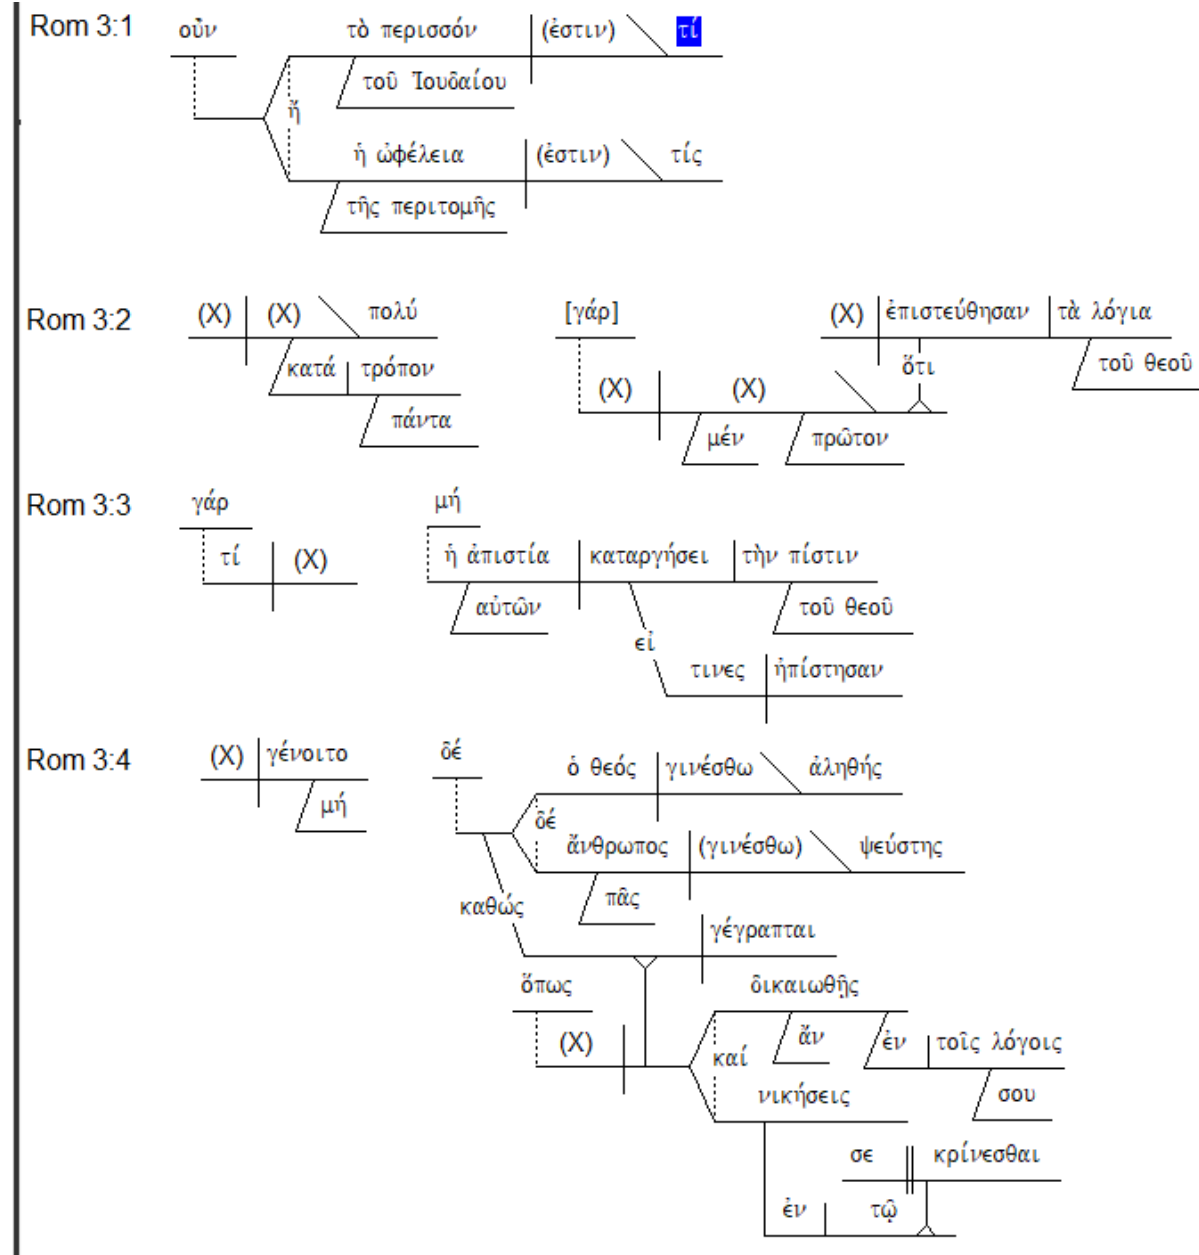 Rom 3:1 οὖν τὸ περισσόν (ἐστιν) τί
τοῦ Ἰουδαίου
ἤ
ἡ ὠφέλεια (ἐστιν) τίς
τῆς περιτομῆς
Rom 3:2 (X) (X) πολύ [γάρ] (X) ἐπιστεύθησαν τὰ λόγια
κατά τρόπον ὅτι τοῦ θεοῦ
(X) (X)
πάντα μέν πρῶτον
Rom 3:3 γάρ μή
τί (X) ἡ ἀπιστία καταργήσει τὴν πίστιν
αὐτῶν τοῦ θεοῦ
εἰ
τινες ἠπίστησαν
Rom 3:4 (X) γένοιτο δέ ὁ θεός γινέσθω ἀληθής
μή
δέ
ἄνθρωπος (γινέσθω) ψεύστης
πᾶς
καθώς
γέγραπται
ὅπως δικαιωθῇς
(X) καί ἄν ἐν τοῖς λόγοις
νικήσεις σου
σε κρίνεσθαι
ἐν τῷ